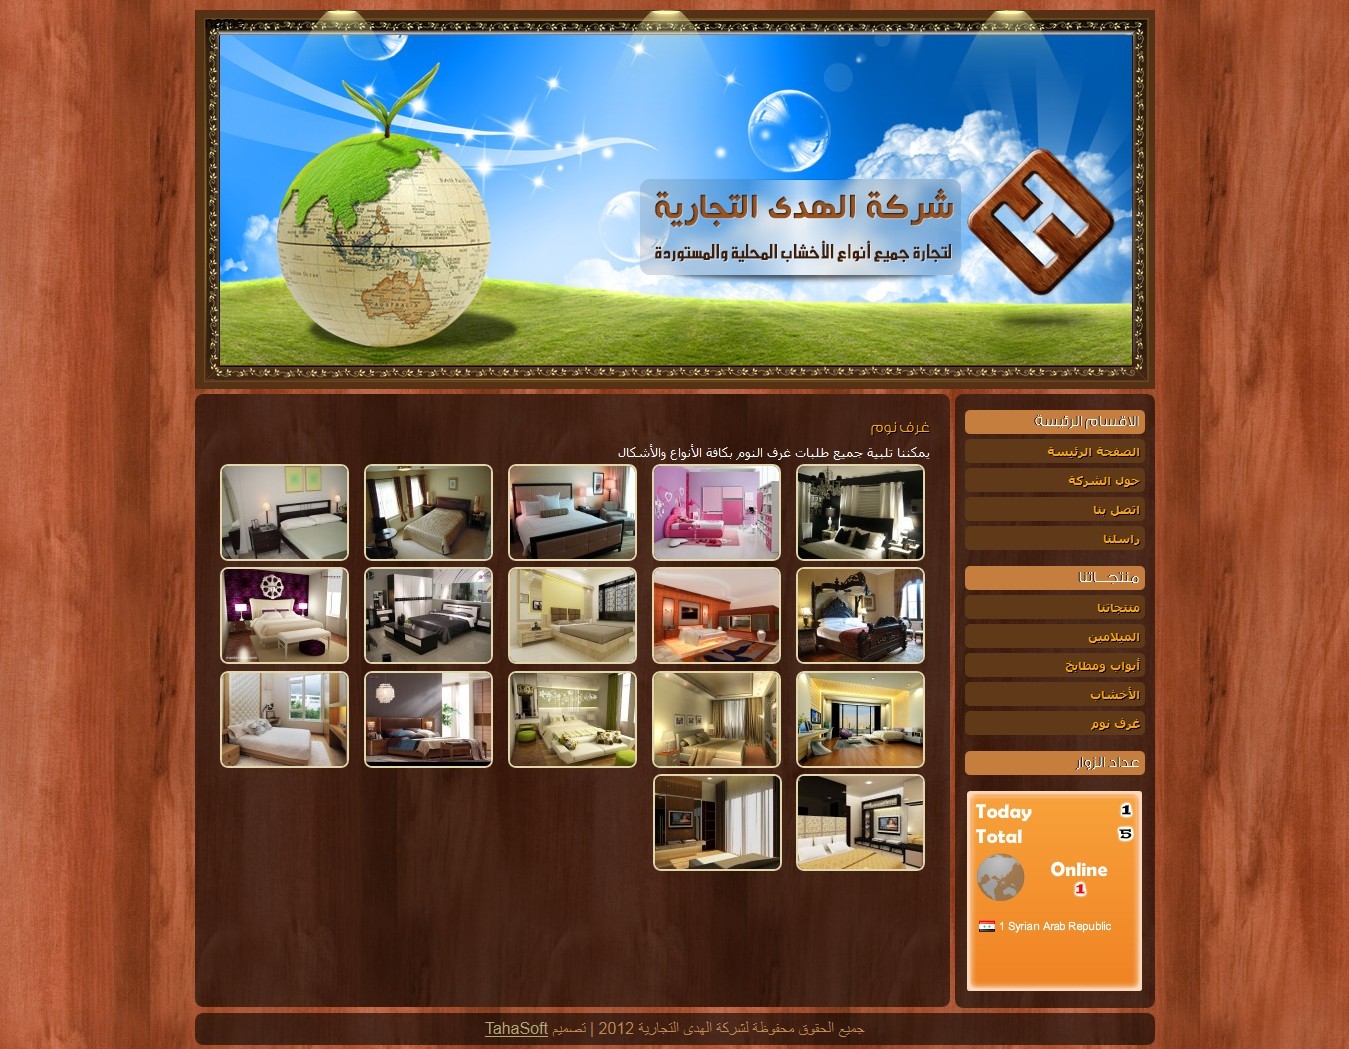 شركة الهدى التجارية
لتجارة جميع أنواع الأخشاب المحلية والمستوردة
H
AUSTRALIA
الاقسام الرئيسة
الصفحة الرئيسة
حول الشركة
اتصل بنا
راسلنا
منتجـــاتنا
منتجاتنا
الميلامين
أبواب ومطابخ
الأخشاب
غرف نوم
عداد الزوار
Today 1
Total 5
Online
1
1 Syrian Arab Republic
غرف نوم
يمكننا تلبية جميع طلبات غرف النوم بكافة الأنواع والأشكال
جميع الحقوق محفوظة لشركة الهدى التجارية 2012 | تصميم TahaSoft